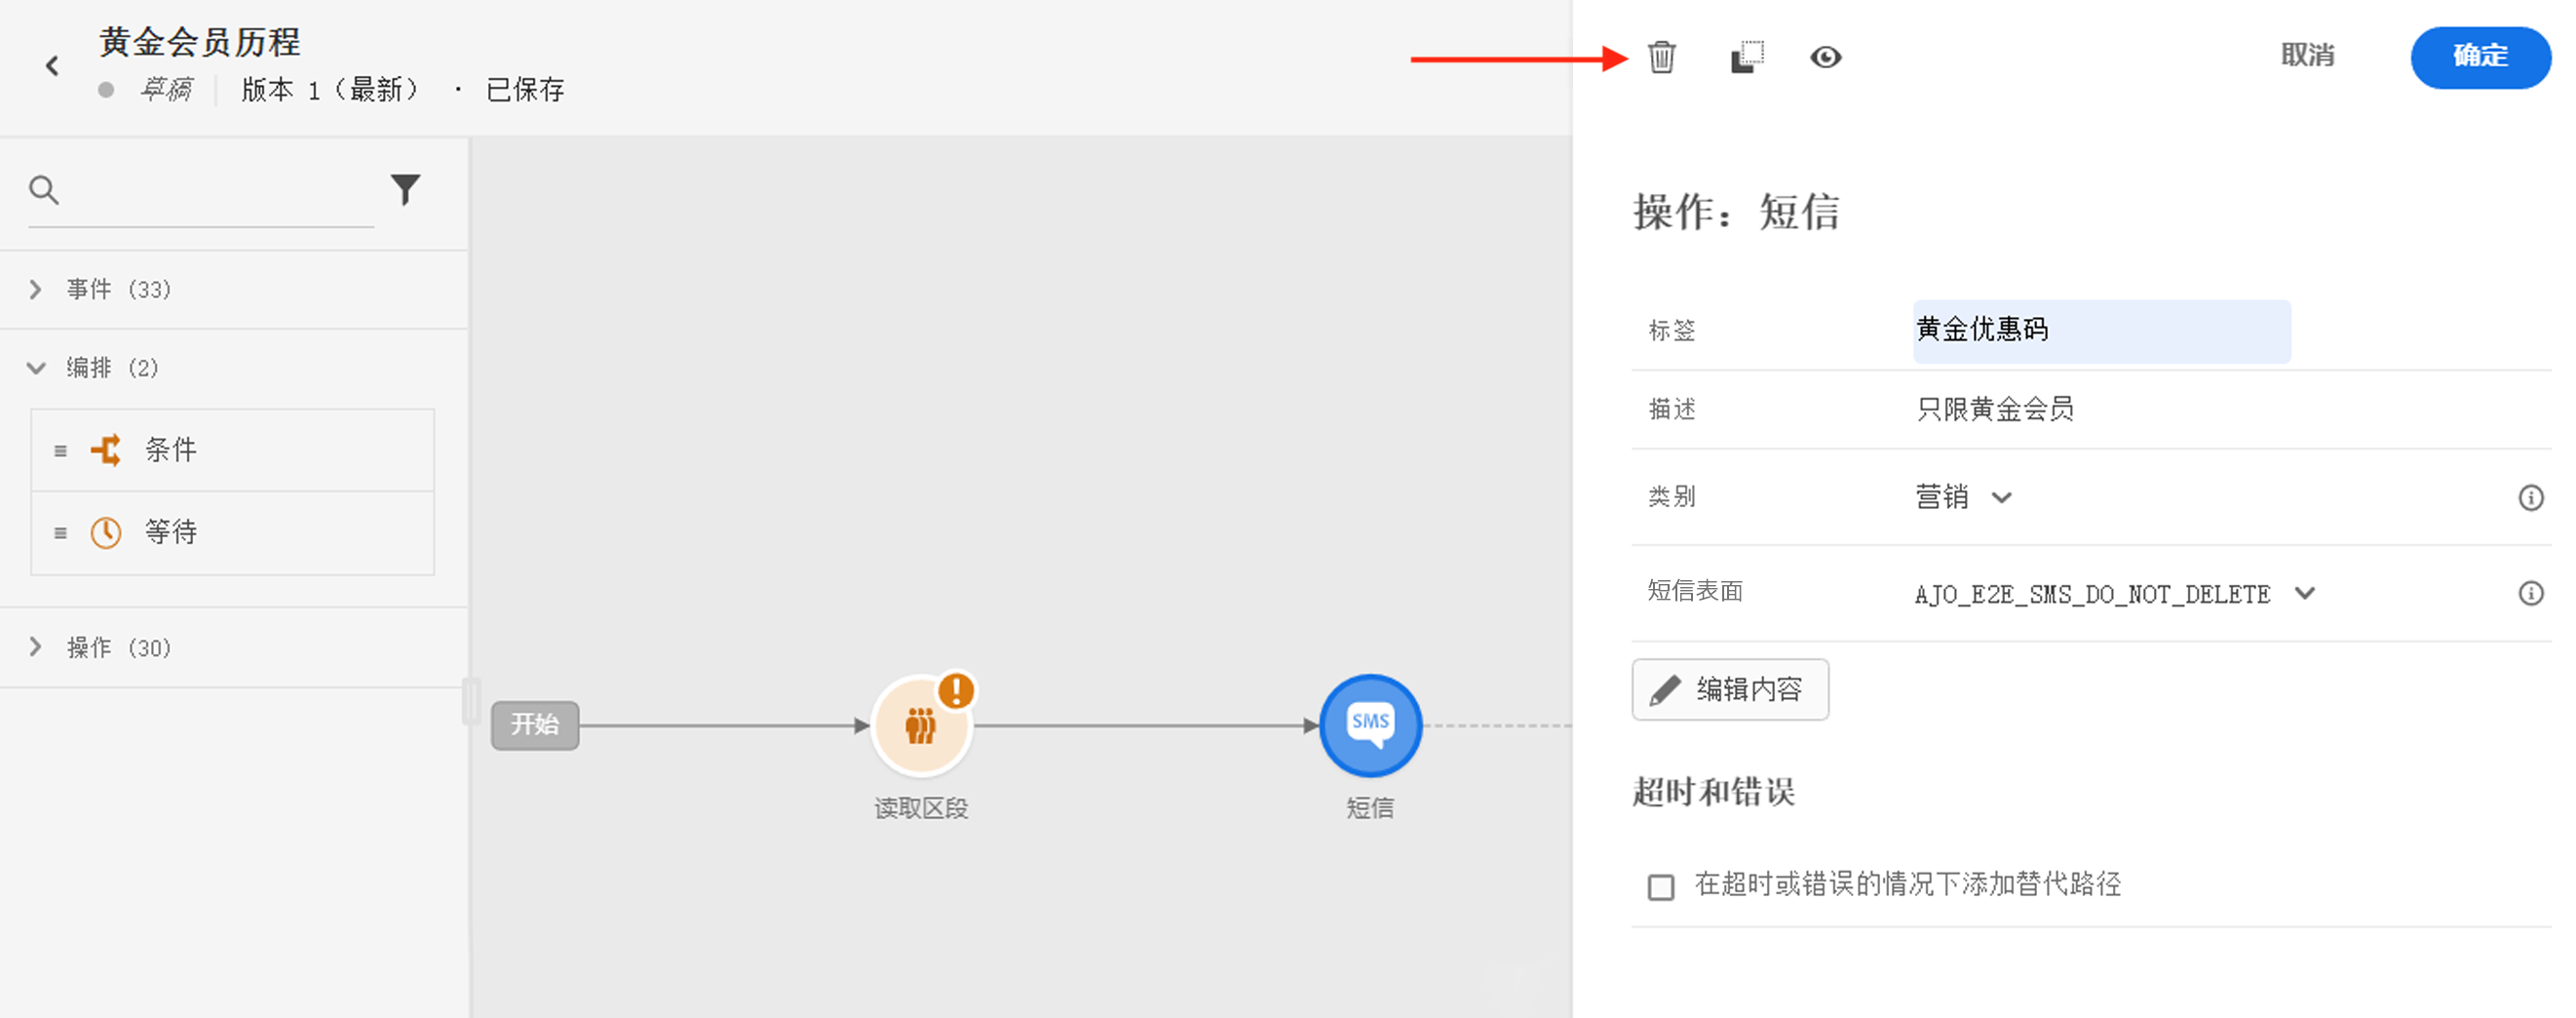 黄金会员历程
草稿 版本 1（最新） · 已保存
取消
确定
事件 (33)
编排 (2)
条件
等待
操作 (30)
开始
读取区段
SMS
短信
操作：短信
标签 黄金优惠码
描述 只限黄金会员
类别 营销
短信表面 AJO_E2E_SMS_DO_NOT_DELETE
编辑内容
超时和错误
在超时或错误的情况下添加替代路径